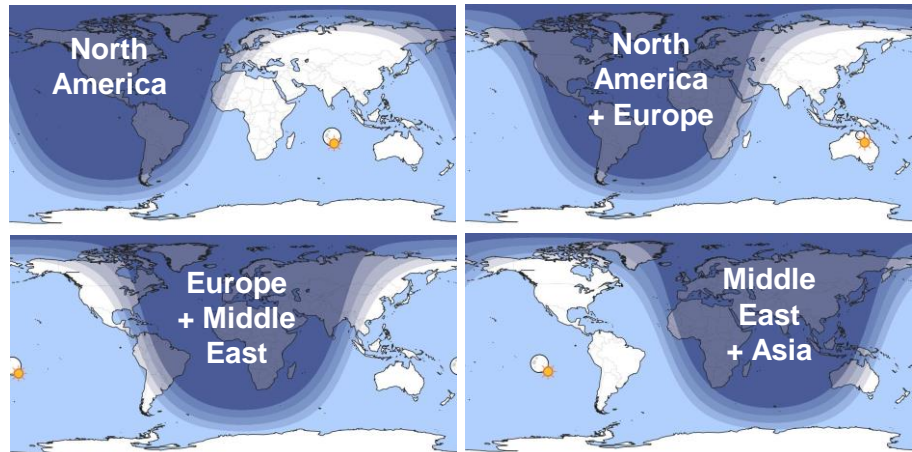 North
America
North
America
+ Europe
Europe
+ Middle
East
Middle
East
+ Asia